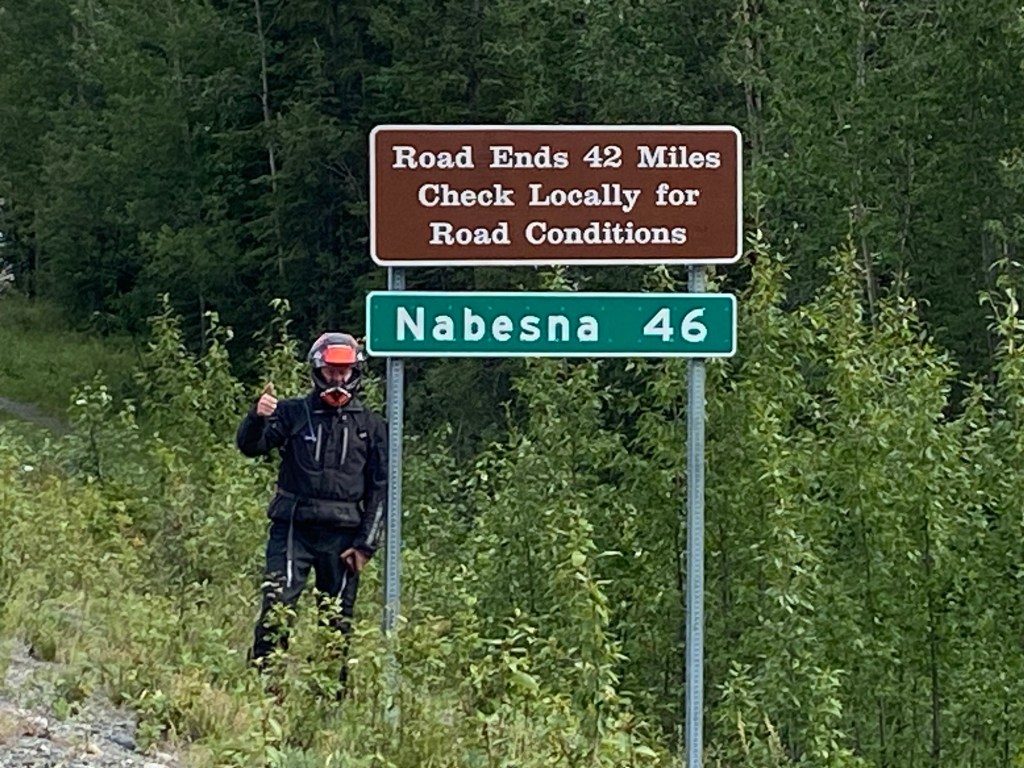 Road Ends 42 Miles
Check Locally for
Road Conditions
Nabesna 46